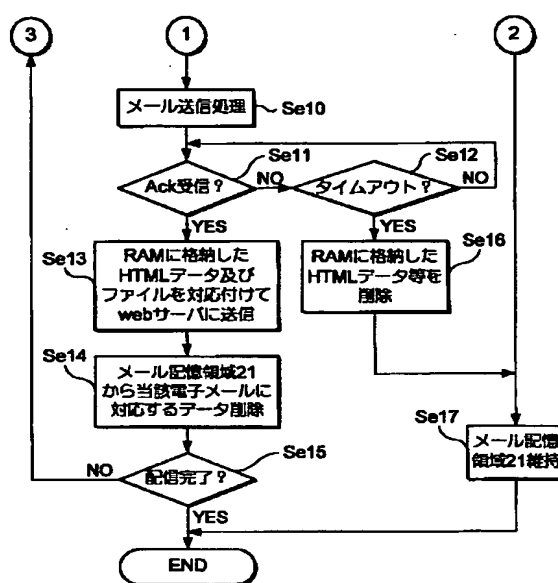 3
1
2
メール送信処理
Se10
Se11
Se12
Ack受信?
NO
タイムアウト?
NO
YES
YES
Se13
RAMに格納した
HTMLデータ及び
ファイルを対応付けて
webサーバに送信
RAMに格納した
HTMLデータ等を
削除
Se16
Se14
メール記憶領域21
から当該電子メールに
対応するデータ削除
Se17
メール記憶
領域21維持
NO
配信完了?
Se15
YES
END